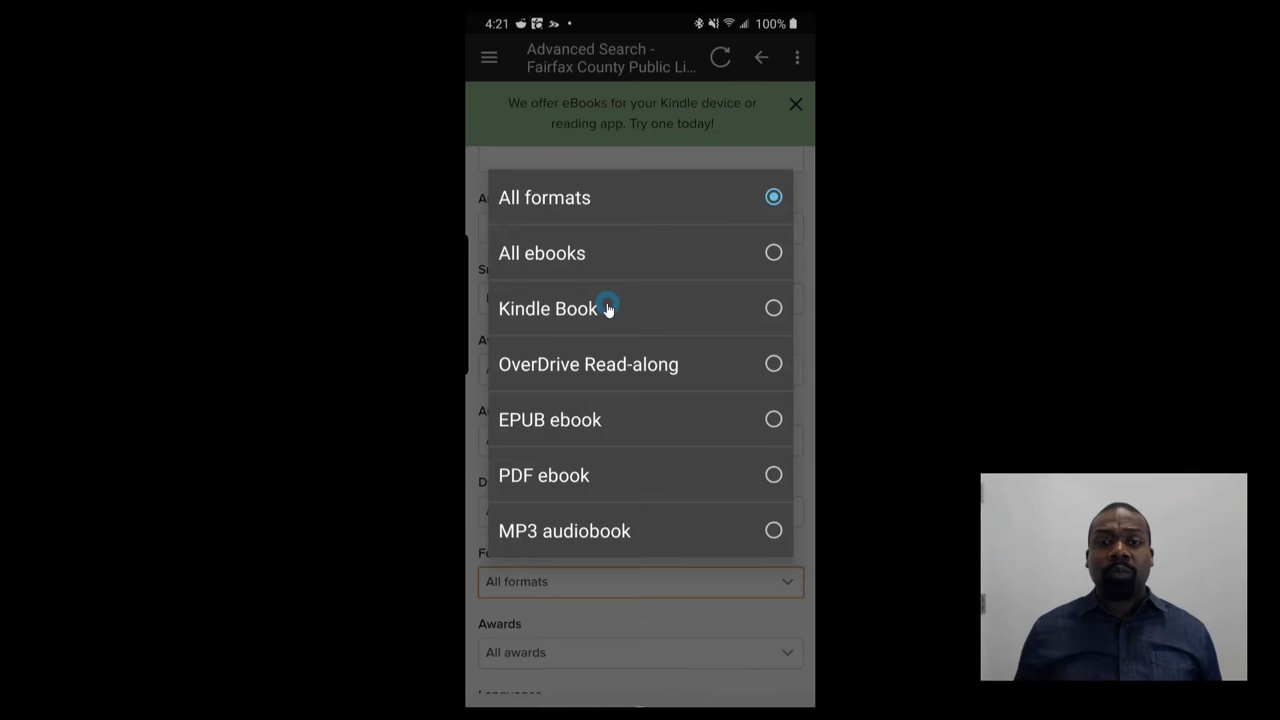 4:21
100%
Advanced Search -
Fairfax County Public Li...
We offer eBooks for your Kindle device or
reading app. Try one today!
All formats
All ebooks
Kindle Book
OverDrive Read-along
EPUB ebook
PDF ebook
MP3 audiobook
All formats
Awards
All awards